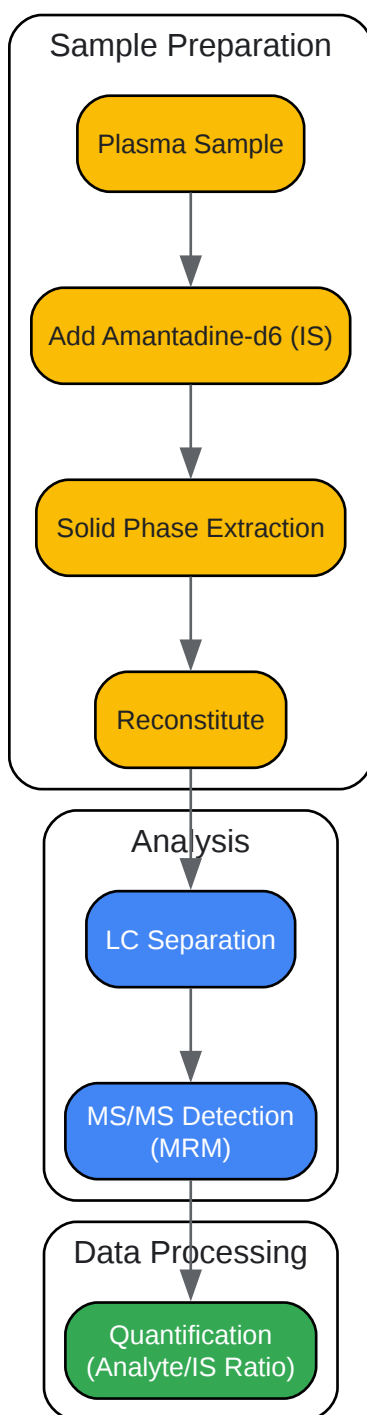 Sample Preparation
Plasma Sample
Add Amantadine-d6 (IS)
Solid Phase Extraction
Reconstitute
Analysis
LC Separation
MS/MS Detection
(MRM)
Data Processing
Quantification
(Analyte/IS Ratio)